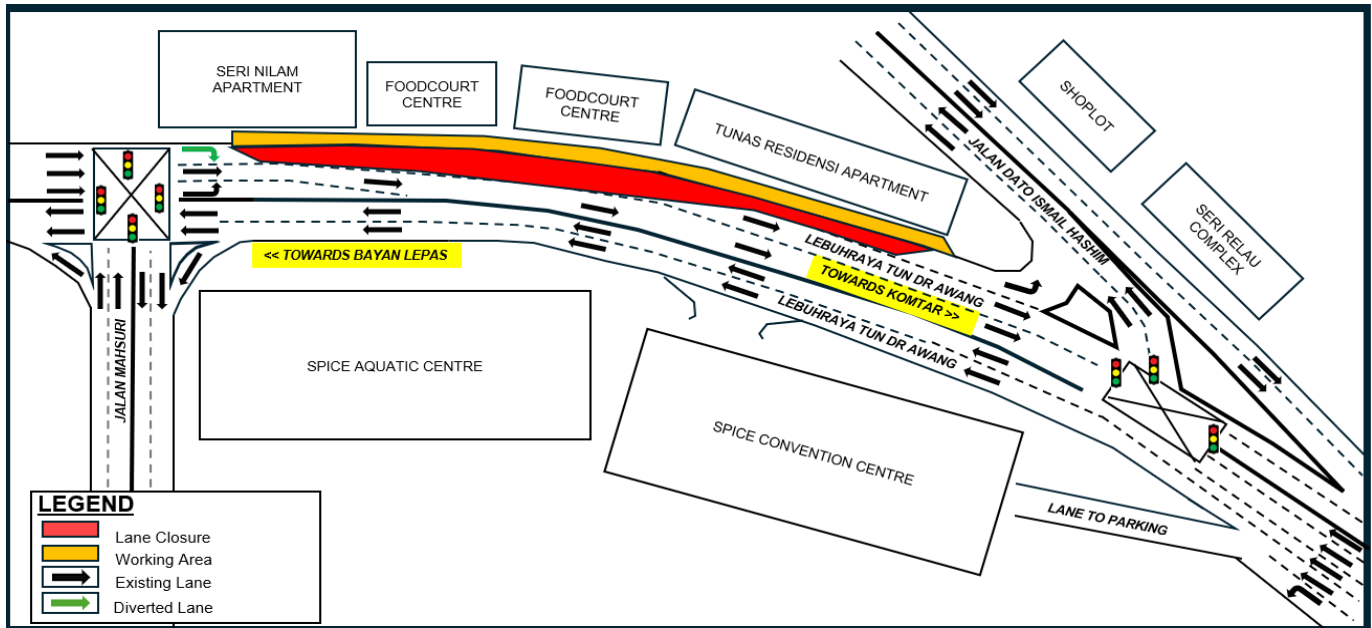 SERI NILAM
APARTMENT
FOODCOURT
CENTRE
FOODCOURT
CENTRE
TUNAS RESIDENSI APARTMENT
SHOPLOT
JALAN DATO ISMAIL HASHIM
SERI RELAU
COMPLEX
<< TOWARDS BAYAN LEPAS
LEBUHRAYA TUN DR AWANG
TOWARDS KOMTAR >>
LEBUHRAYA TUN DR AWANG
JALAN MAHSURI
SPICE AQUATIC CENTRE
SPICE CONVENTION CENTRE
LANE TO PARKING
LEGEND
Lane Closure
Working Area
Existing Lane
Diverted Lane